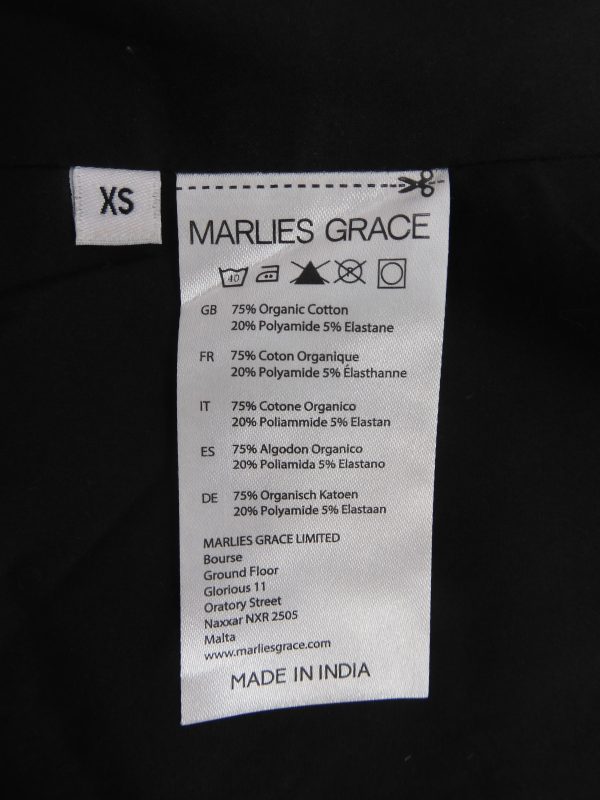 XS
MARLIES GRACE
40
P
GB 75% Organic Cotton
20% Polyamide 5% Elastane
FR 75% Coton Organique
20% Polyamide 5% Élasthanne
IT 75% Cotone Organico
20% Poliammide 5% Elastan
ES 75% Algodon Organico
20% Poliamida 5% Elastano
DE 75% Organisch Katoen
20% Polyamide 5% Elastaan
MARLIES GRACE LIMITED
Bourse
Ground Floor
Glorious 11
Oratory Street
Naxxar NXR 2505
Malta
www.marliesgrace.com
MADE IN INDIA